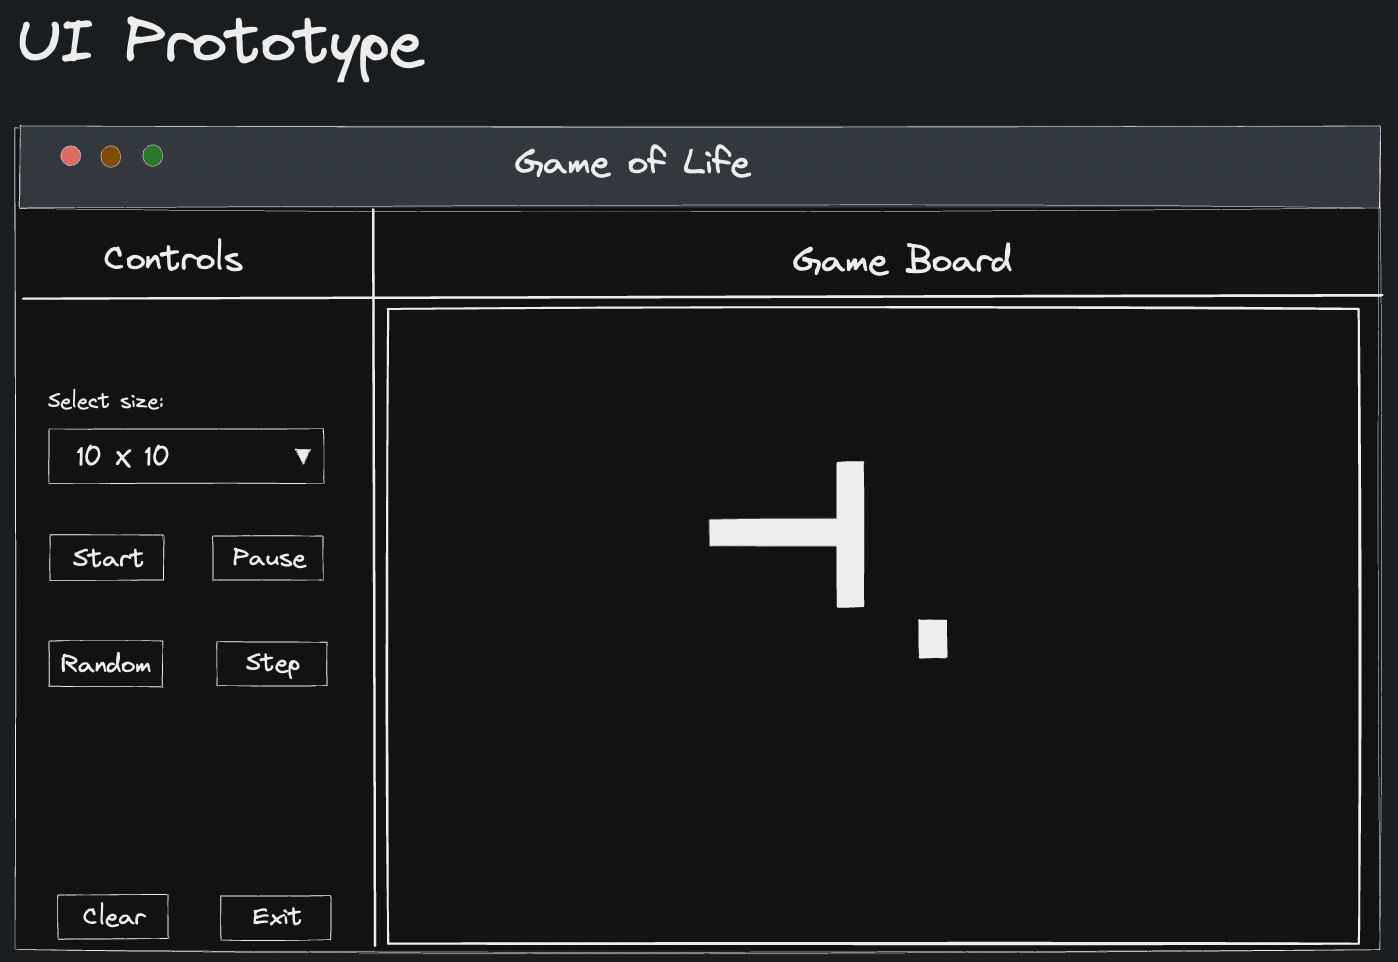 UI Prototype
Game of Life
Controls
Game Board
Select size:
10 x 10
Start
Pause
Random
Step
Clear
Exit